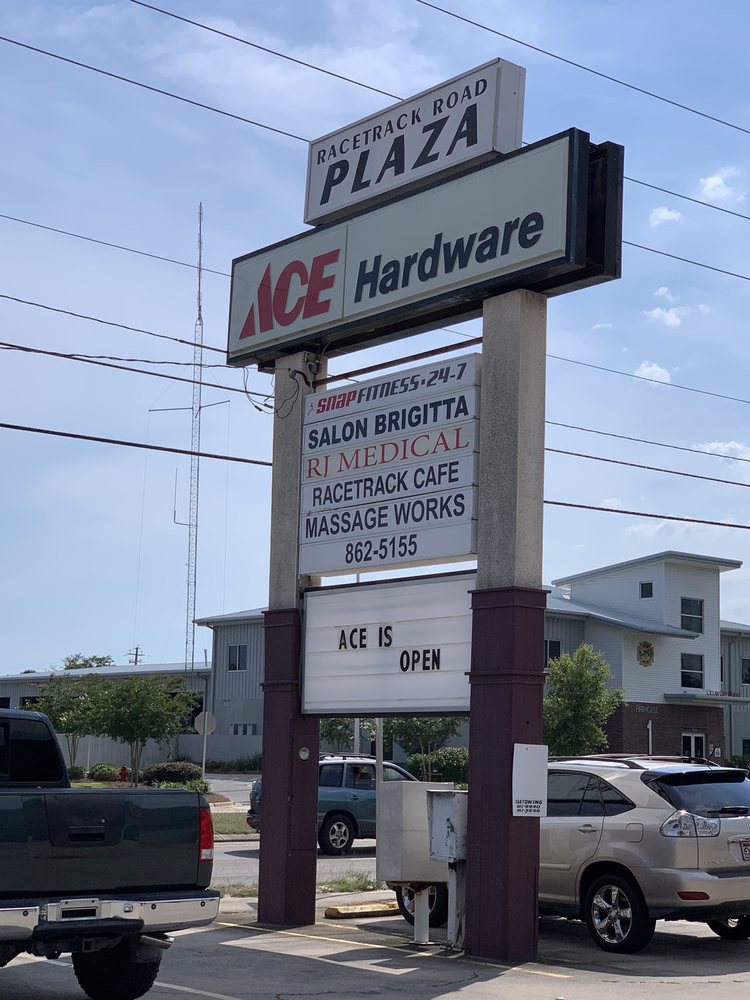 RACETRACK ROAD
PLAZA
ACE Hardware
SNAPFITNESS·24-7
SALON BRIGITTA
RJ MEDICAL
RACETRACK CAFE
MASSAGE WORKS
862-5155
ACE IS
OPEN